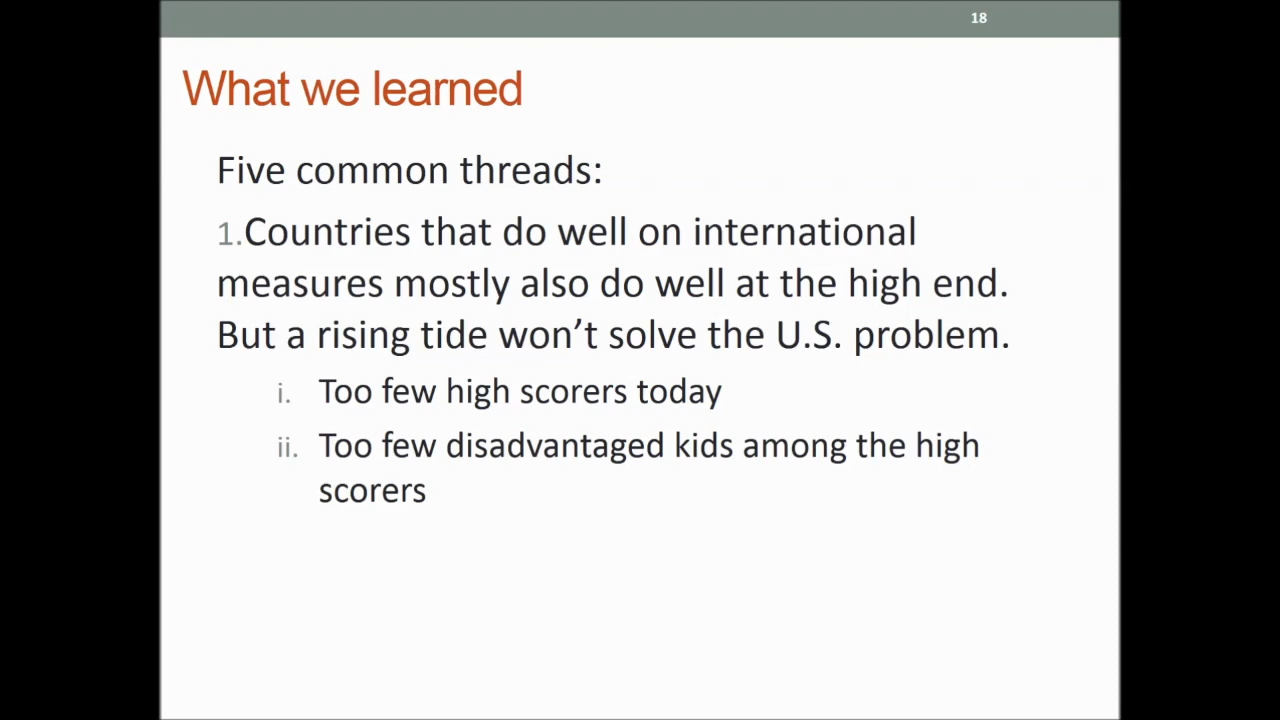 18
What we learned
Five common threads:
1.Countries that do well on international
measures mostly also do well at the high end.
But a rising tide won’t solve the U.S. problem.
i. Too few high scorers today
ii. Too few disadvantaged kids among the high
scorers